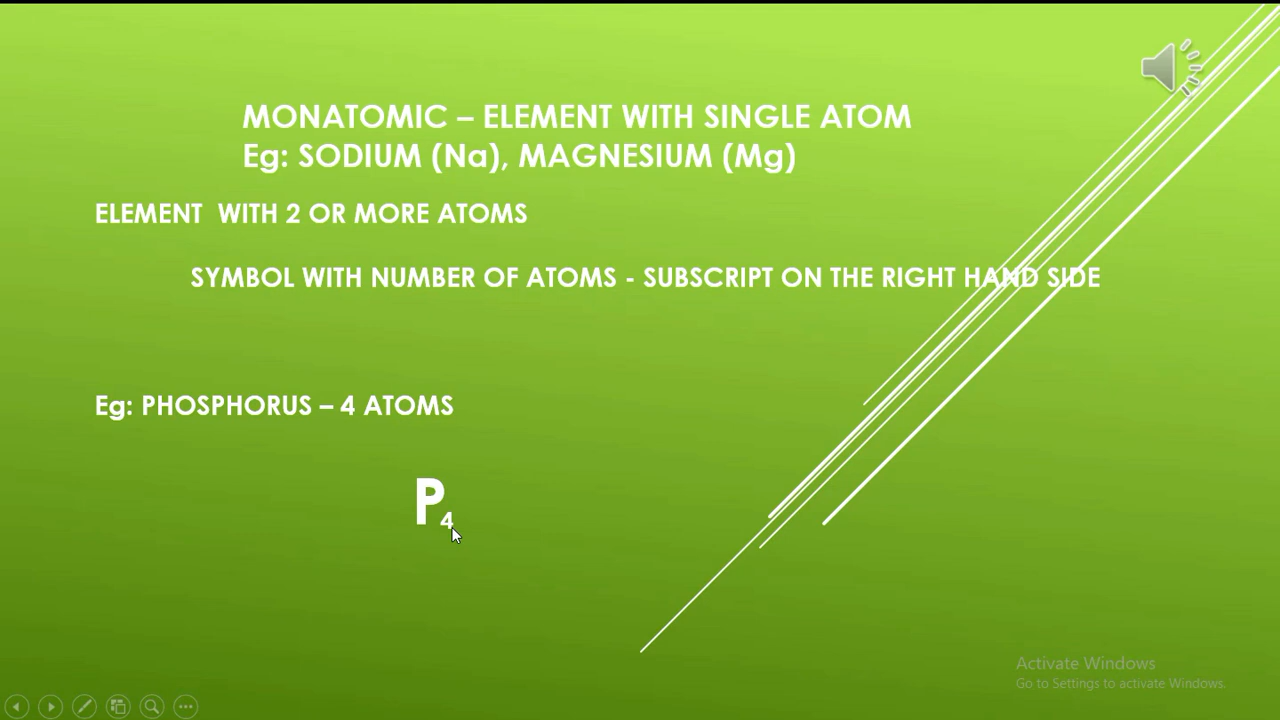 MONATOMIC – ELEMENT WITH SINGLE ATOM
Eg: SODIUM (Na), MAGNESIUM (Mg)
ELEMENT WITH 2 OR MORE ATOMS
SYMBOL WITH NUMBER OF ATOMS - SUBSCRIPT ON THE RIGHT HAND SIDE
Eg: PHOSPHORUS – 4 ATOMS
P₄
Activate Windows
Go to Settings to activate Windows.